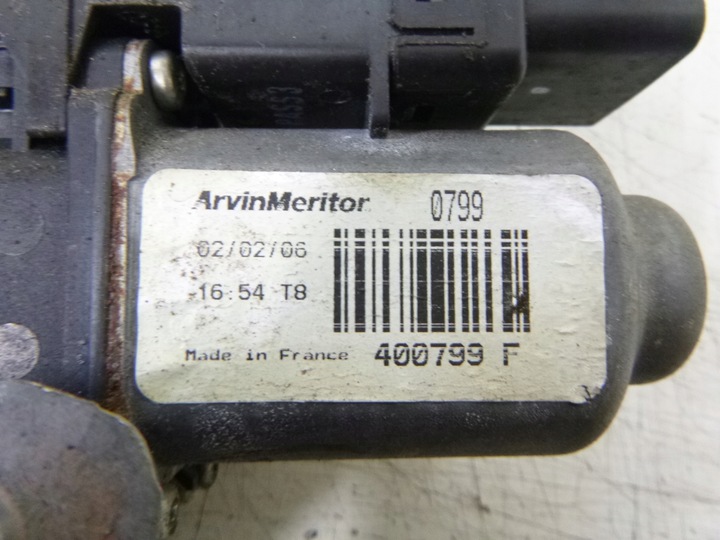 ArvinMeritor 0799
02/02/06
16:54 T8
Made in France 400799 F